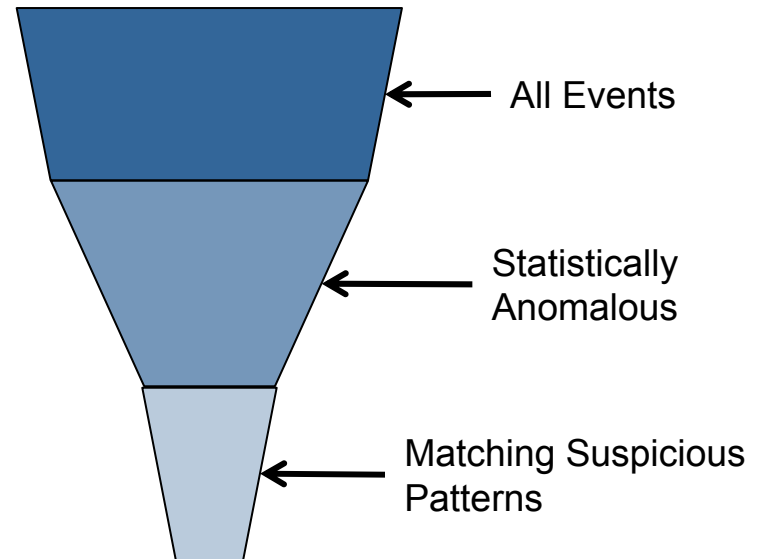 All Events
Statistically
Anomalous
Matching Suspicious
Patterns